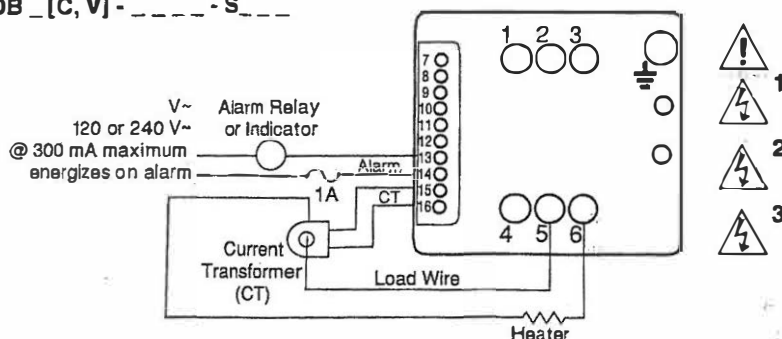 DB _ [C, V] - _ _ _ _ - S_ _ _
1 2 3
7
8
9
10
11
12
13
14
15
16
V~
120 or 240 V~
@ 300 mA maximum
energizes on alarm
Alarm Relay
or Indicator
Alarm
1A
CT
4 5 6
Current
Transformer
(CT)
Load Wire
Heater
!
1
2
3